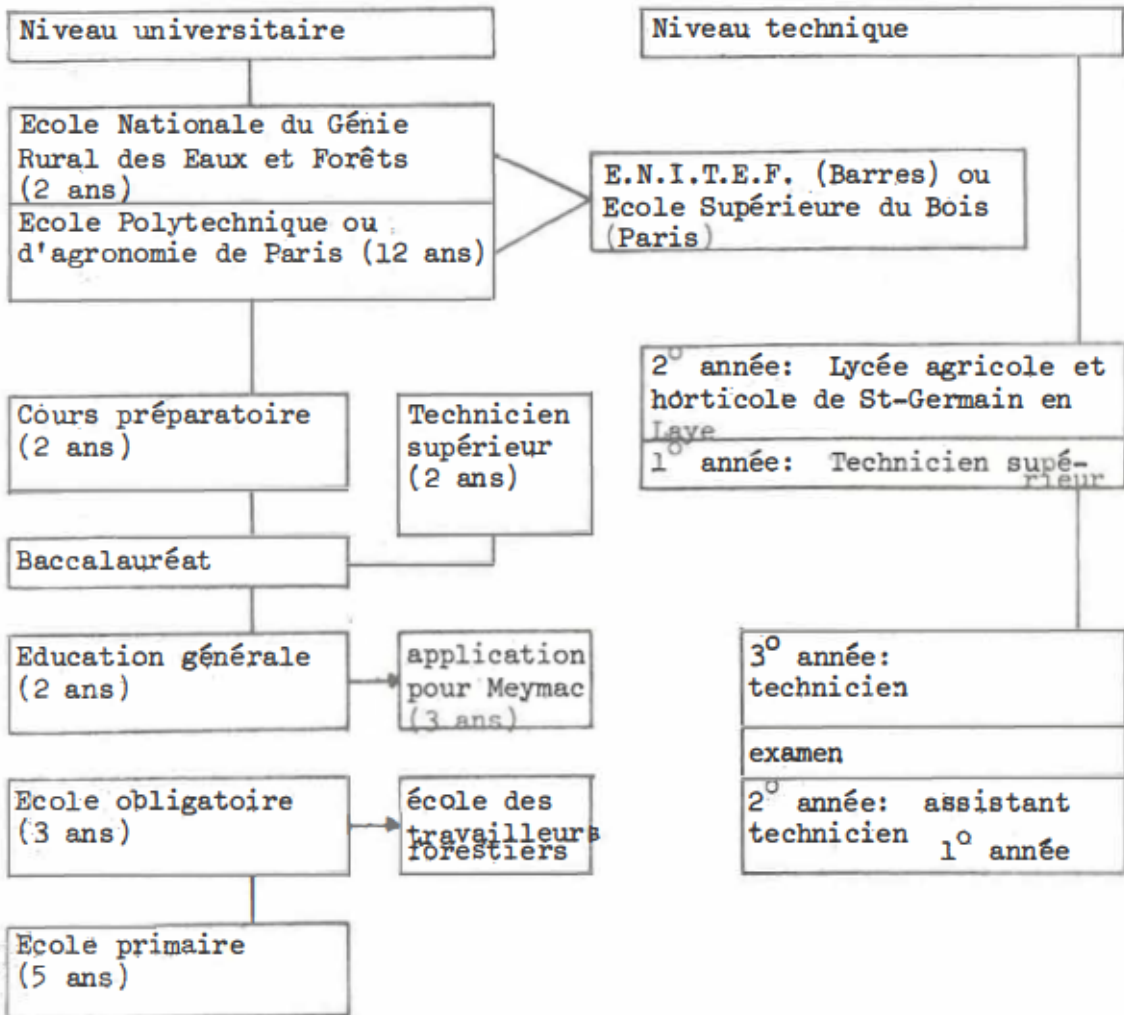 Niveau universitaire
Niveau technique
Ecole Nationale du Génie
Rural des Eaux et Forêts
(2 ans)
Ecole Polytechnique ou
d'agronomie de Paris (12 ans)
E.N.I.T.E.F. (Barres) ou
Ecole Supérieure du Bois
(Paris)
2° année: Lycée agricole et
horticole de St-Germain en
Laye
1° année: Technicien supé-
rieur
Cours préparatoire
(2 ans)
Technicien
supérieur
(2 ans)
Baccalauréat
Education générale
(2 ans)
application
pour Meymac
(3 ans)
3° année:
technicien
examen
2° année: assistant
technicien
1° année
Ecole obligatoire
(3 ans)
école des
travailleurs
forestiers
Ecole primaire
(5 ans)